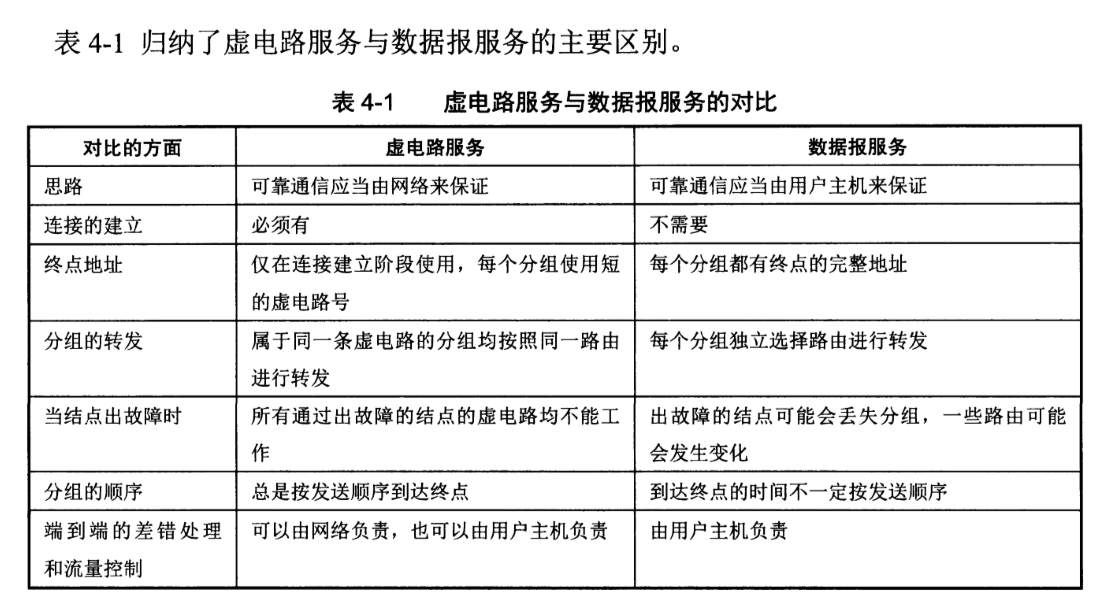 表 4-1 归纳了虚电路服务与数据报服务的主要区别。
表 4-1 虚电路服务与数据报服务的对比
对比的方面 虚电路服务 数据报服务
思路 可靠通信应当由网络来保证 可靠通信应当由用户主机来保证
连接的建立 必须有 不需要
终点地址 仅在连接建立阶段使用，每个分组使用短 每个分组都有终点的完整地址
的虚电路号
分组的转发 属于同一条虚电路的分组均按照同一路由 每个分组独立选择路由进行转发
进行转发
当结点出故障时 所有通过出故障的结点的虚电路均不能工 出故障的结点可能会丢失分组，一些路由可能
作 会发生变化
分组的顺序 总是按发送顺序到达终点 到达终点的时间不一定按发送顺序
端到端的差错处理 可以由网络负责，也可以由用户主机负责 由用户主机负责
和流量控制